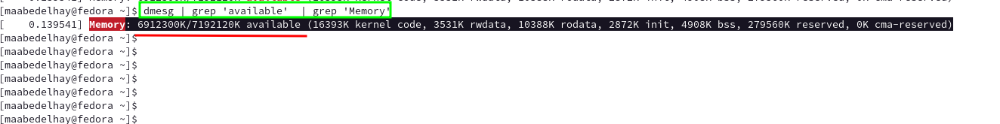 [maabedelhay@fedora ~]$ dmesg | grep 'available'  | grep 'Memory'
[    0.139541] Memory: 6912300K/7192120K available (16393K kernel code, 3531K rwdata, 10388K rodata, 2872K init, 4908K bss, 279560K reserved, 0K cma-reserved)
[maabedelhay@fedora ~]$
[maabedelhay@fedora ~]$
[maabedelhay@fedora ~]$
[maabedelhay@fedora ~]$
[maabedelhay@fedora ~]$
[maabedelhay@fedora ~]$
[maabedelhay@fedora ~]$